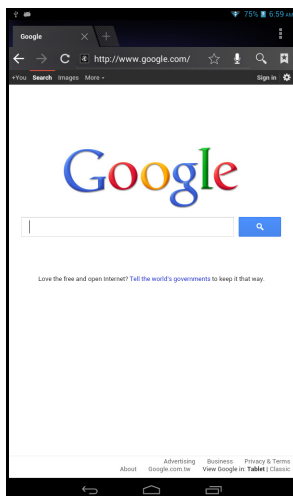 75% 6:59 AM
Google
http://www.google.com/
+You Search Images More
Sign in
Google
Love the free and open Internet? Tell the world's governments to keep it that way.
Advertising Business Privacy & Terms
About Google.com.tw View Google in: Tablet | Classic